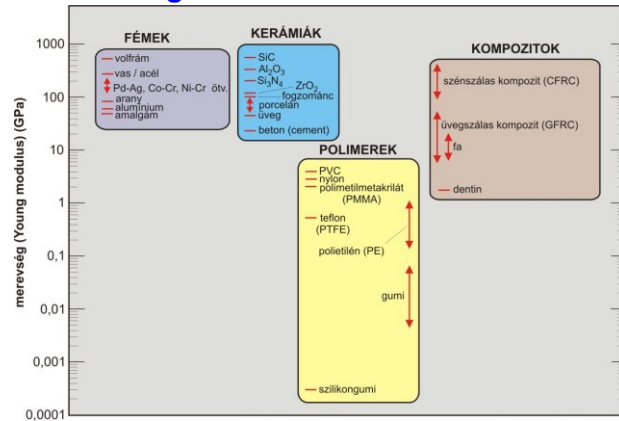 FÉMEK
KERÁMIÁK
KOMPOZITOK
POLIMEREK
merevség (Young modulus) (GPa)
1000
100
10
1
0,1
0,01
0,001
0,0001
volfrám
vas / acél
Pd-Ag, Co-Cr, Ni-Cr ötv.
arany
alumínium
amalgám
SiC
Al2O3
Si3N4
ZrO2
fogzománc
porcelán
üveg
beton (cement)
PVC
nylon
polimetilmetakrilát
(PMMA)
teflon
(PTFE)
polietilén (PE)
gumi
szilikongumi
szénszálas kompozit (CFRC)
üvegszálas kompozit (GFRC)
fa
dentin